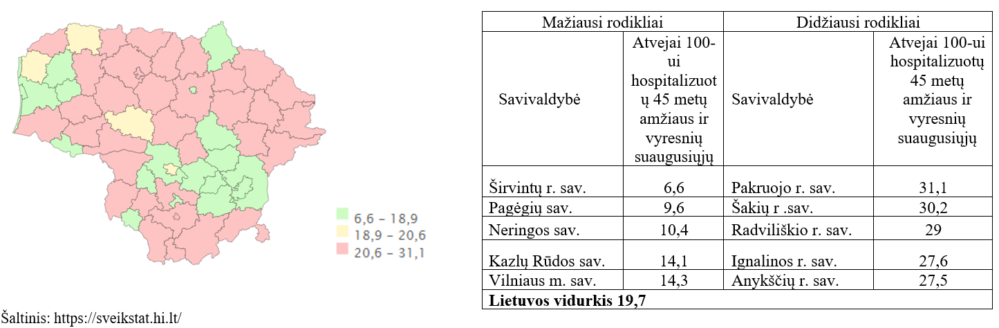 6,6 – 18,9
18,9 – 20,6
20,6 – 31,1
Šaltinis: https://sveikstat.hi.lt/
Mažiausi rodikliai Didžiausi rodikliai
Savivaldybė
Atvejai 100-
ui
hospitalizuot
ų 45 metų
amžiaus ir
vyresnių
suaugusiųjų
Savivaldybė
Atvejai 100-ui
hospitalizuotų
45 metų
amžiaus ir
vyresnių
suaugusiųjų
Širvintų r. sav. 6,6 Pakruojo r. sav. 31,1
Pagėgių sav. 9,6 Šakių r .sav. 30,2
Neringos sav. 10,4 Radviliškio r. sav. 29
Kazlų Rūdos sav. 14,1 Ignalinos r. sav. 27,6
Vilniaus m. sav. 14,3 Anykščių r. sav. 27,5
Lietuvos vidurkis 19,7